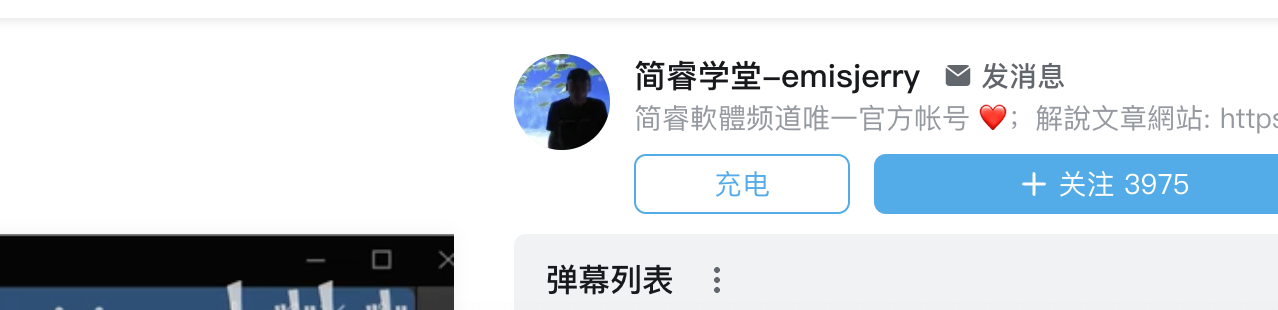 简睿学堂-emisjerry 发消息
简睿軟體频道唯一官方帐号 ❤️；解說文章網站: https
充电 + 关注 3975
弹幕列表